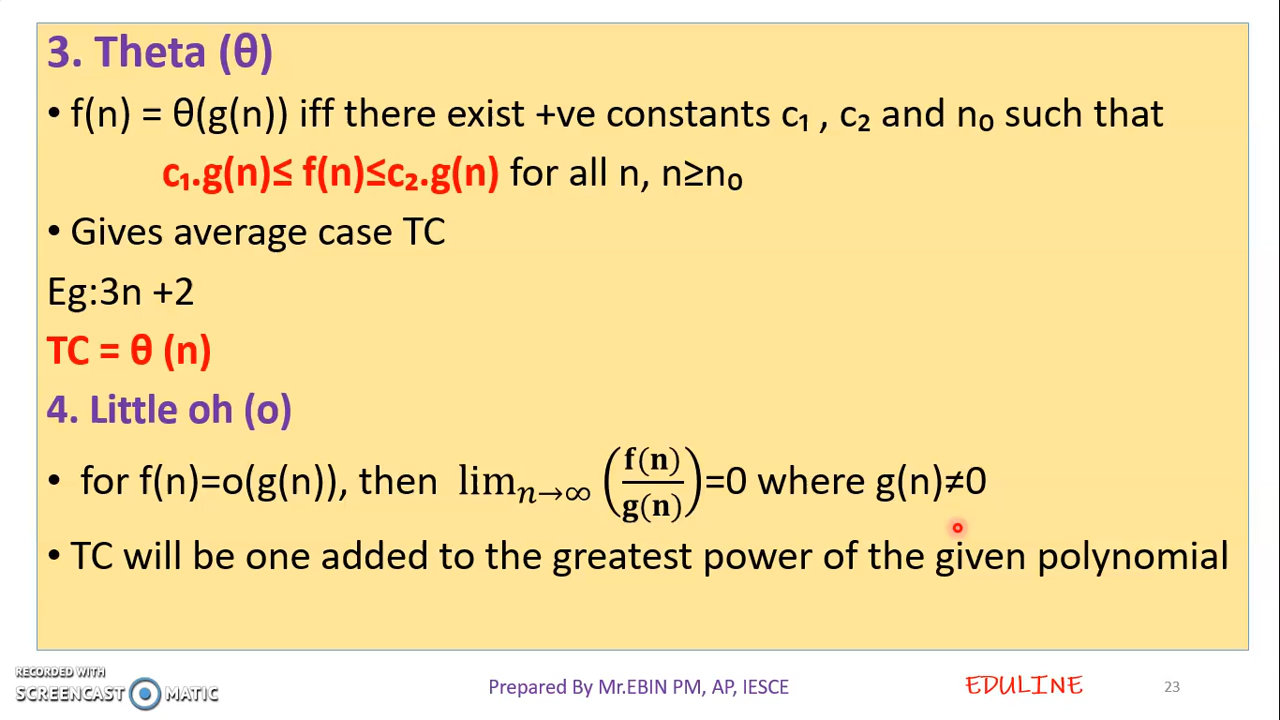 3. Theta (θ)
• f(n) = θ(g(n)) iff there exist +ve constants c₁ , c₂ and n₀ such that
c₁.g(n)≤ f(n)≤c₂.g(n) for all n, n≥n₀
• Gives average case TC
Eg:3n +2
TC = θ (n)
4. Little oh (o)
• for f(n)=o(g(n)), then lim n→∞ (f(n)/g(n))=0 where g(n)≠0
• TC will be one added to the greatest power of the given polynomial
RECORDED WITH
SCREENCAST MATIC
Prepared By Mr.EBIN PM, AP, IESCE
EDULINE
23